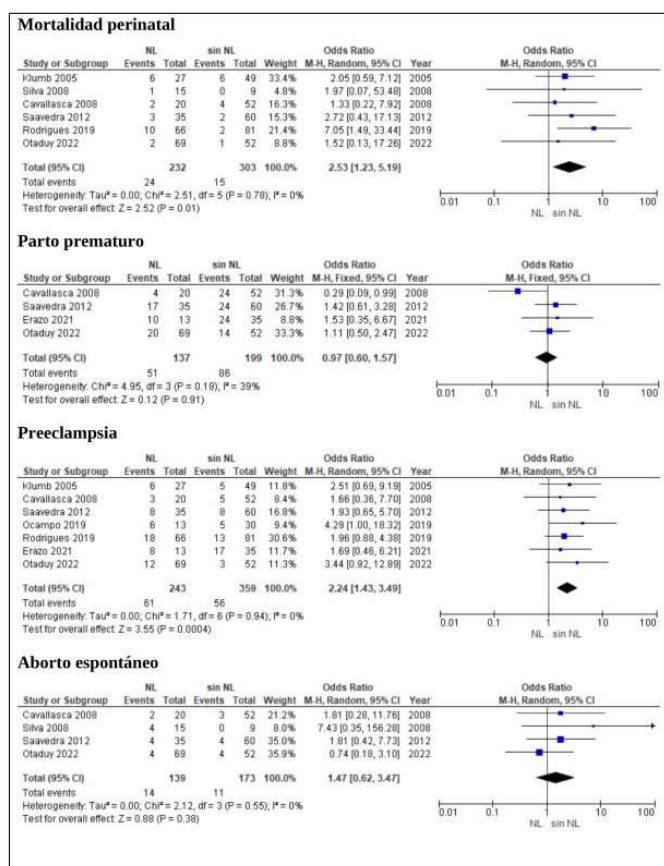 Mortalidad perinatal
NL sin NL Odds Ratio Odds Ratio
Study or Subgroup Events Total Events Total Weight M-H, Random, 95% CI Year M-H, Random, 95% CI
Klumb 2005 6 27 6 49 33.4% 2.05 [0.59, 7.12] 2005
Silva 2008 1 15 0 9 4.8% 1.97 [0.07, 53.48] 2008
Cavallasca 2008 2 20 4 52 16.2% 1.33 [0.22, 7.92] 2008
Saavedra 2012 3 35 2 60 15.4% 2.72 [0.43, 17.13] 2012
Rodrigues 2019 10 66 2 81 21.4% 7.05 [1.49, 33.44] 2019
Otaduy 2022 2 69 1 52 8.8% 1.52 [0.13, 17.26] 2022
Total (95% CI) 232 303 100.0% 2.53 [1.23, 5.19]
Total events 24 15
Heterogeneity: Tau² = 0.00; Chi² = 2.51, df = 5 (P = 0.78); I² = 0%
Test for overall effect: Z = 2.52 (P = 0.01)
0.01 0.1 1 10 100
NL sin NL
Parto prematuro
NL sin NL Odds Ratio Odds Ratio
Study or Subgroup Events Total Events Total Weight M-H, Fixed, 95% CI Year M-H, Fixed, 95% CI
Cavallasca 2008 4 20 24 52 31.3% 0.29 [0.09, 0.99] 2008
Saavedra 2012 17 35 24 60 26.7% 1.42 [0.61, 3.28] 2012
Erazo 2021 10 13 24 35 8.8% 1.53 [0.35, 6.67] 2021
Otaduy 2022 20 69 14 52 33.3% 1.11 [0.50, 2.47] 2022
Total (95% CI) 137 199 100.0% 0.97 [0.60, 1.57]
Total events 51 86
Heterogeneity: Chi² = 4.95, df = 3 (P = 0.18); I² = 39%
Test for overall effect: Z = 0.12 (P = 0.91)
0.01 0.1 1 10 100
NL sin NL
Preeclampsia
NL sin NL Odds Ratio Odds Ratio
Study or Subgroup Events Total Events Total Weight M-H, Random, 95% CI Year M-H, Random, 95% CI
Klumb 2005 6 27 5 49 11.8% 2.51 [0.69, 9.19] 2005
Cavallasca 2008 3 20 5 52 8.4% 1.66 [0.36, 7.70] 2008
Saavedra 2012 8 35 8 60 16.8% 1.93 [0.65, 5.70] 2012
Ocampo 2019 6 13 5 30 9.4% 4.29 [1.00, 18.32] 2019
Rodrigues 2019 18 66 13 81 30.6% 1.96 [0.88, 4.38] 2019
Erazo 2021 8 13 17 35 11.7% 1.69 [0.46, 6.21] 2021
Otaduy 2022 12 69 3 52 11.3% 3.44 [0.92, 12.89] 2022
Total (95% CI) 243 359 100.0% 2.24 [1.43, 3.49]
Total events 61 56
Heterogeneity: Tau² = 0.00; Chi² = 1.71, df = 6 (P = 0.94); I² = 0%
Test for overall effect: Z = 3.55 (P = 0.0004)
0.01 0.1 1 10 100
NL sin NL
Aborto espontáneo
NL sin NL Odds Ratio Odds Ratio
Study or Subgroup Events Total Events Total Weight M-H, Random, 95% CI Year M-H, Random, 95% CI
Cavallasca 2008 2 20 3 52 21.2% 1.81 [0.28, 11.76] 2008
Silva 2008 4 15 0 9 8.0% 7.43 [0.35, 156.28] 2008
Saavedra 2012 4 35 4 60 35.0% 1.81 [0.42, 7.73] 2012
Otaduy 2022 4 69 4 52 35.9% 0.74 [0.18, 3.10] 2022
Total (95% CI) 139 173 100.0% 1.47 [0.62, 3.47]
Total events 14 11
Heterogeneity: Tau² = 0.00; Chi² = 2.12, df = 3 (P = 0.55); I² = 0%
Test for overall effect: Z = 0.88 (P = 0.38)
0.01 0.1 1 10 100
NL sin NL